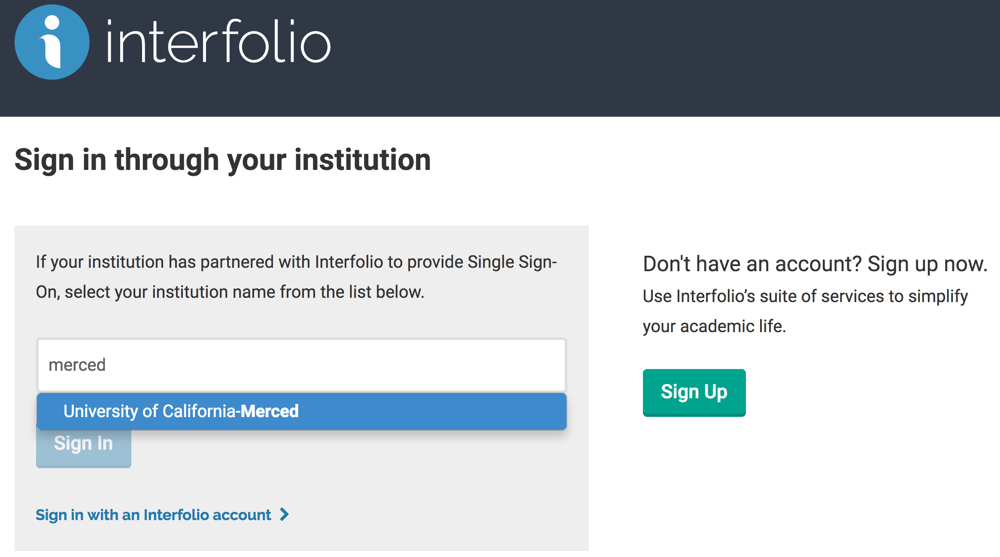 interfolio
Sign in through your institution
If your institution has partnered with Interfolio to provide Single Sign-
On, select your institution name from the list below.
merced
University of California-Merced
Sign In
Sign in with an Interfolio account
Don't have an account? Sign up now.
Use Interfolio’s suite of services to simplify
your academic life.
Sign Up